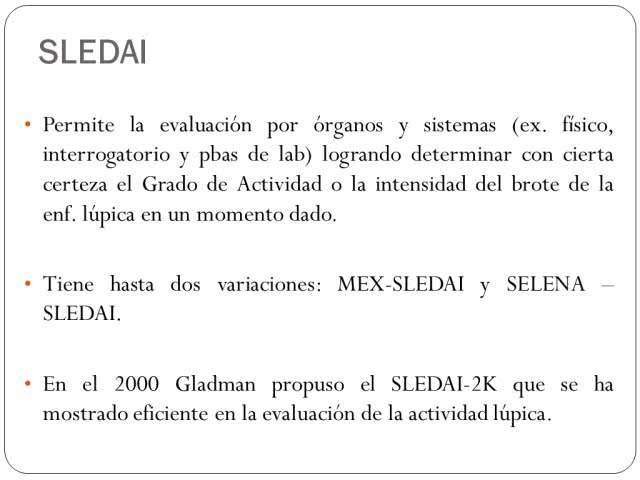 SLEDAI
• Permite la evaluación por órganos y sistemas (ex. físico,
interrogatorio y pbas de lab) logrando determinar con cierta
certeza el Grado de Actividad o la intensidad del brote de la
enf. lúpica en un momento dado.
• Tiene hasta dos variaciones: MEX-SLEDAI y SELENA –
SLEDAI.
• En el 2000 Gladman propuso el SLEDAI-2K que se ha
mostrado eficiente en la evaluación de la actividad lúpica.